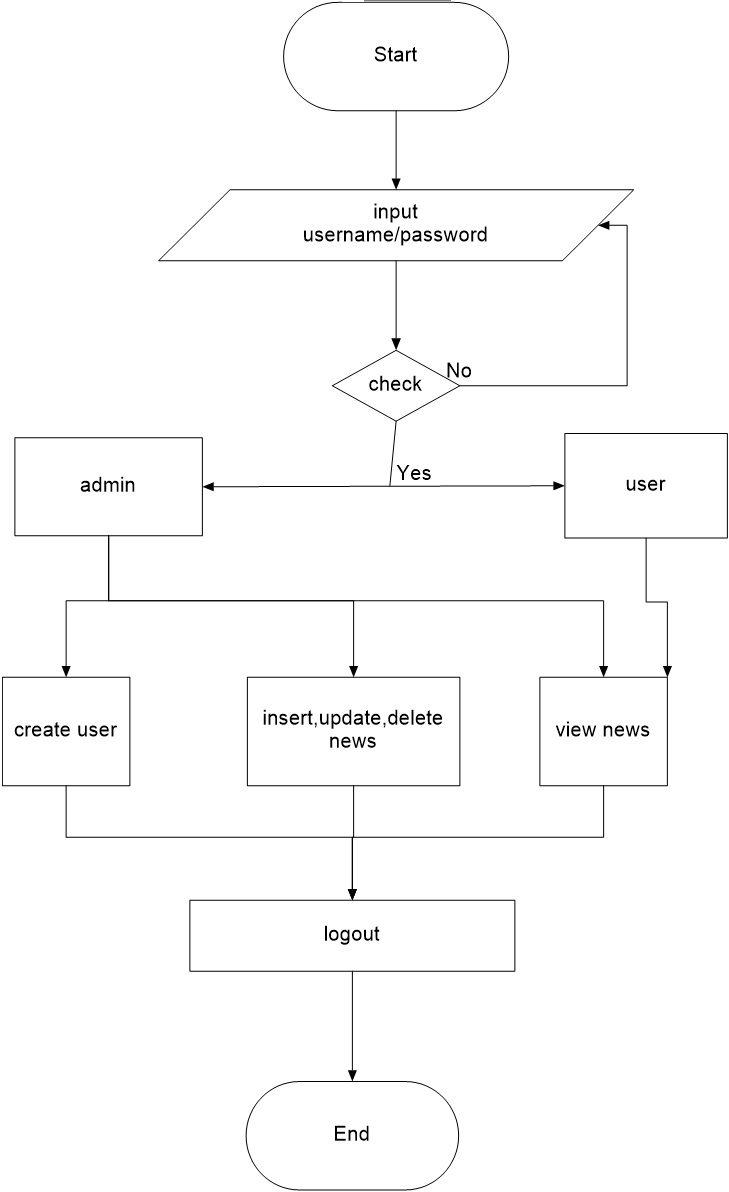 Start
input
username/password
check
No
Yes
admin
user
create user
insert,update,delete
news
view news
logout
End